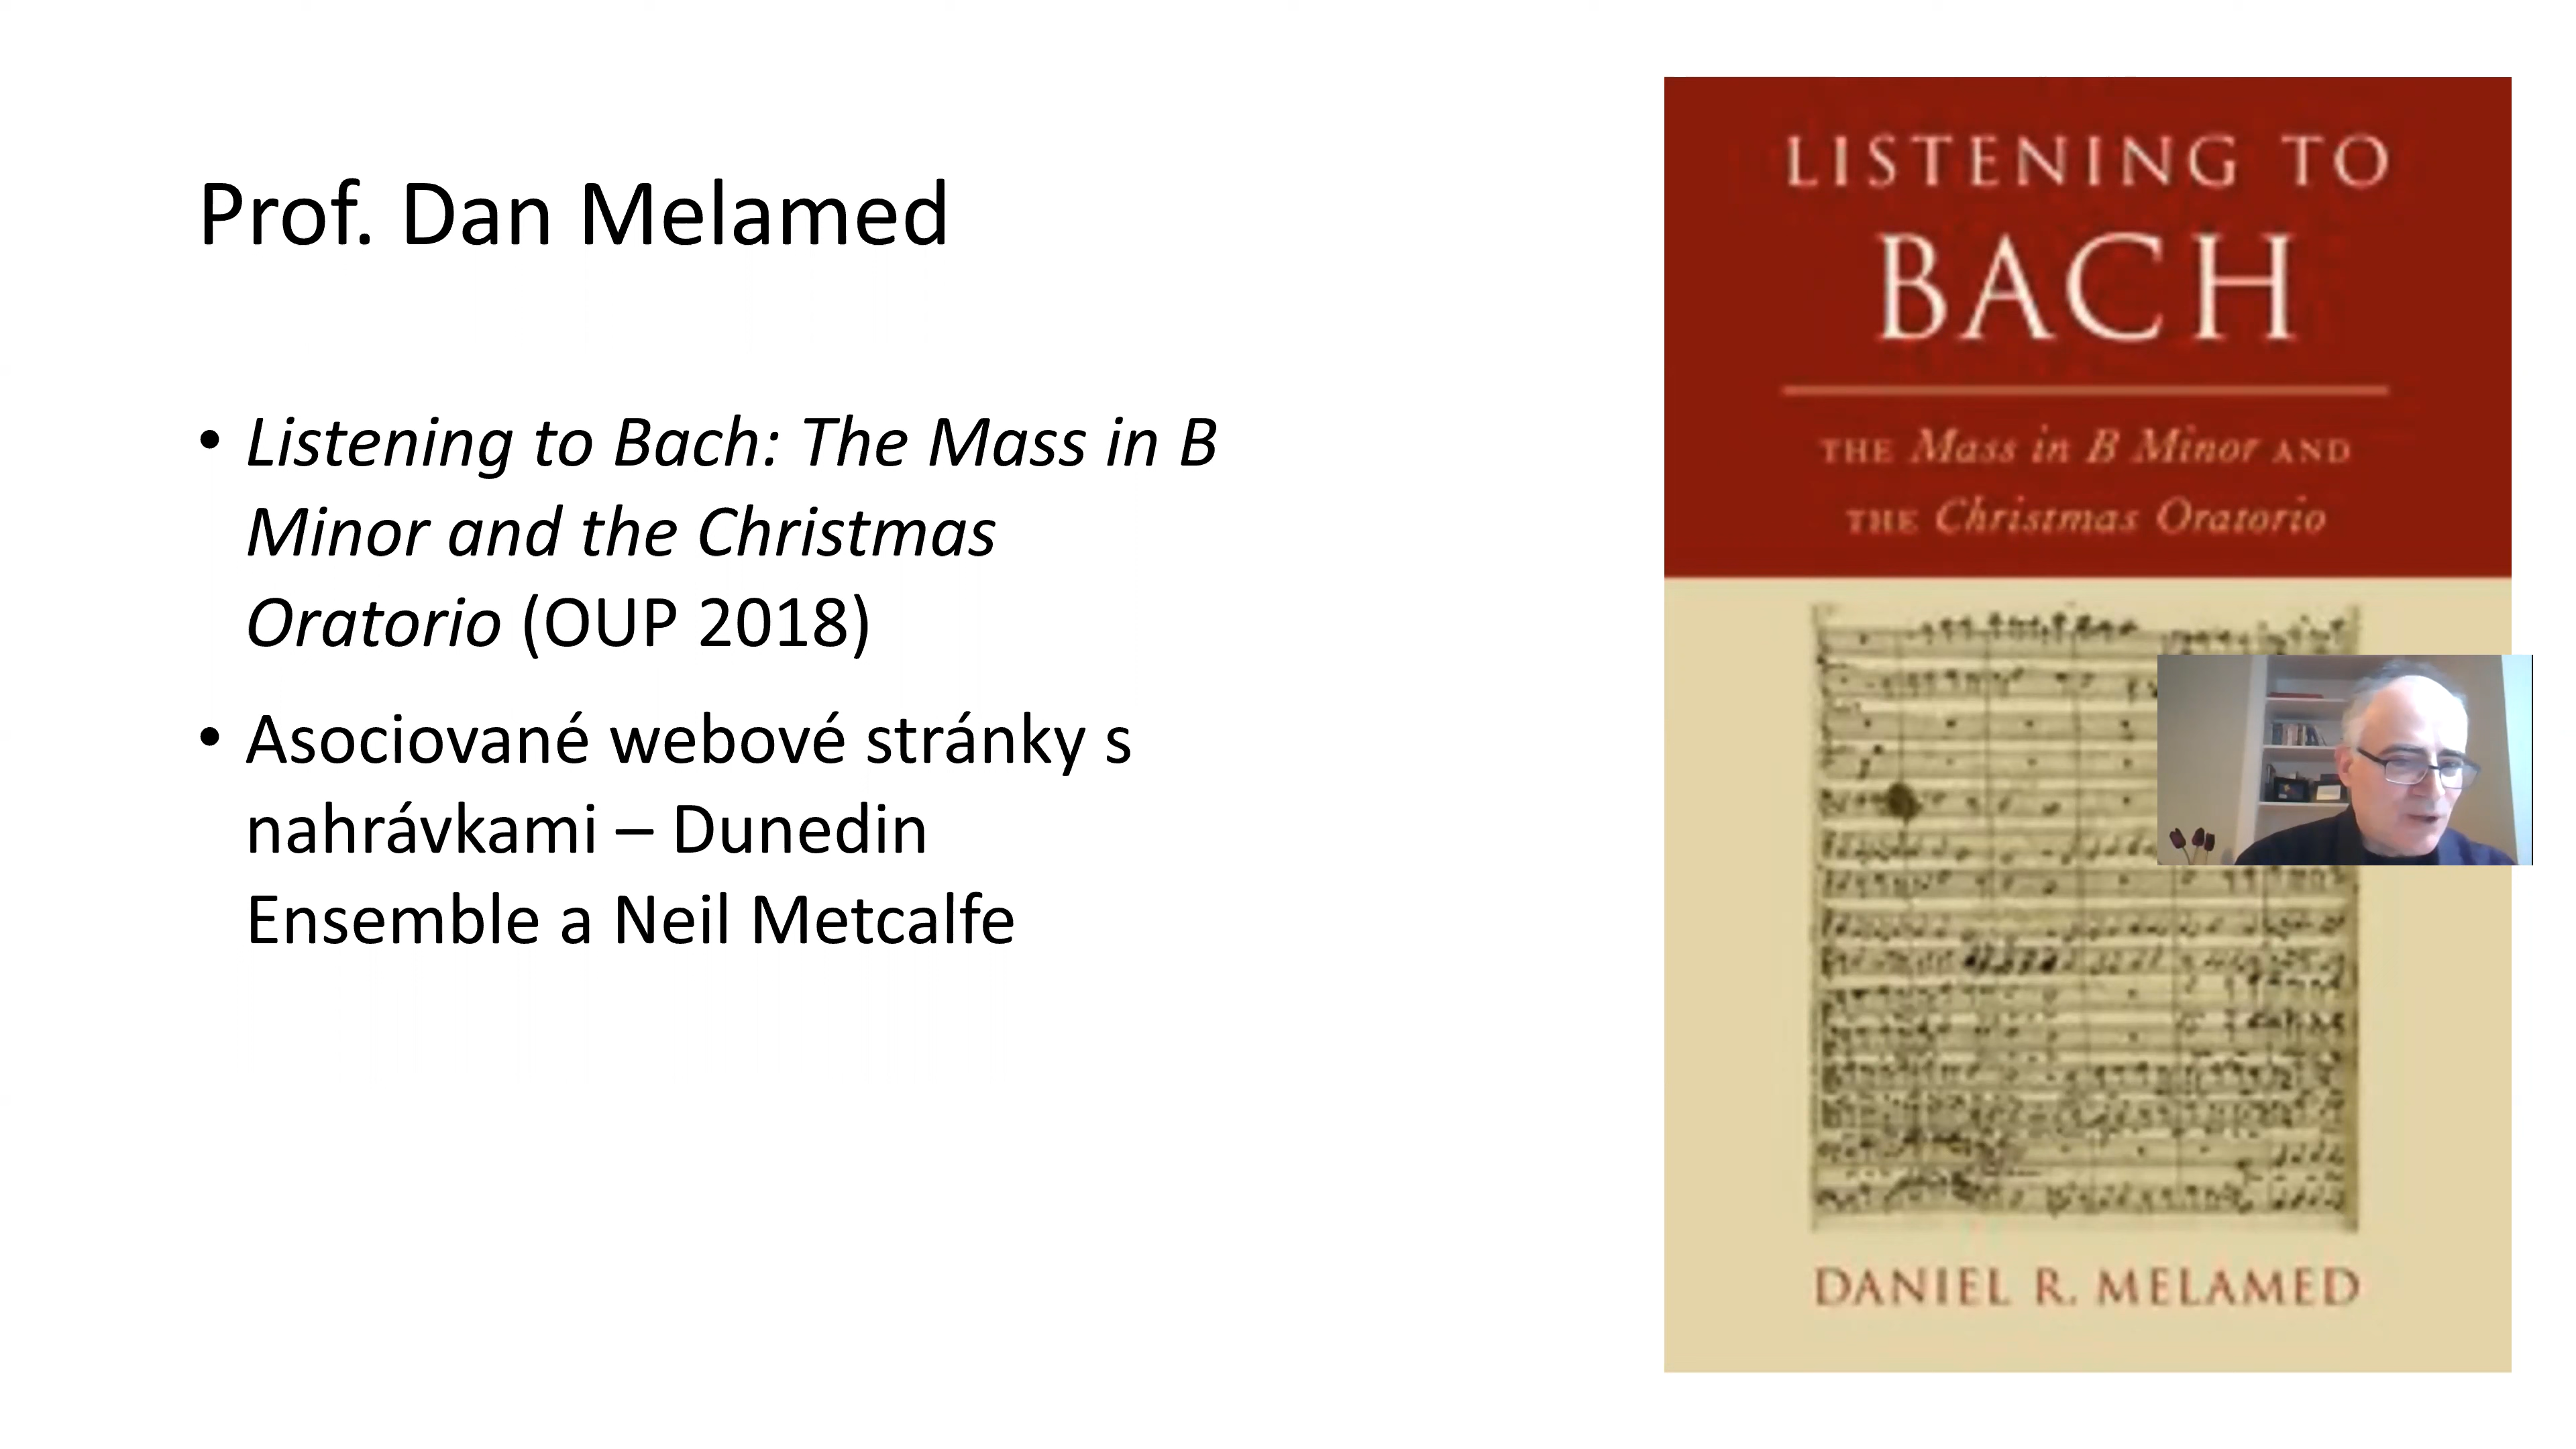 Prof. Dan Melamed
• Listening to Bach: The Mass in B
Minor and the Christmas
Oratorio (OUP 2018)
• Asociované webové stránky s
nahrávkami – Dunedin
Ensemble a Neil Metcalfe
LISTENING TO
BACH
THE Mass in B Minor AND
THE Christmas Oratorio
DANIEL R. MELAMED